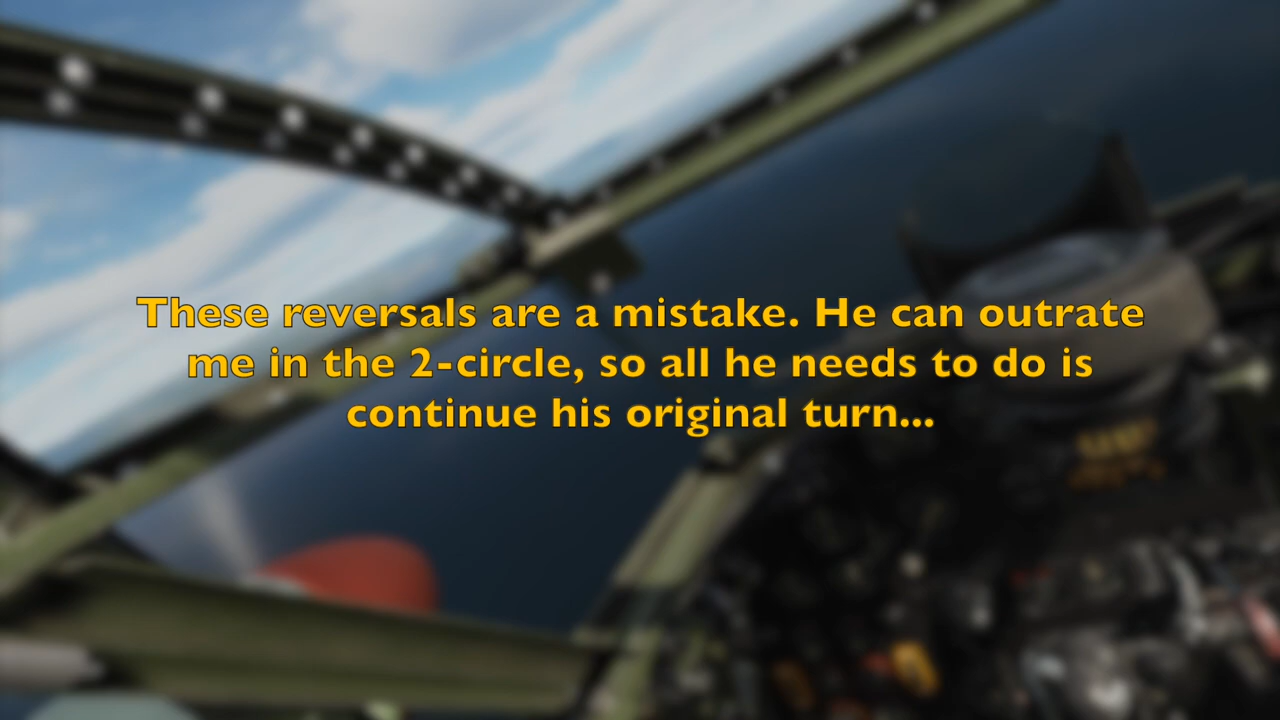 These reversals are a mistake. He can outrate
me in the 2-circle, so all he needs to do is
continue his original turn...